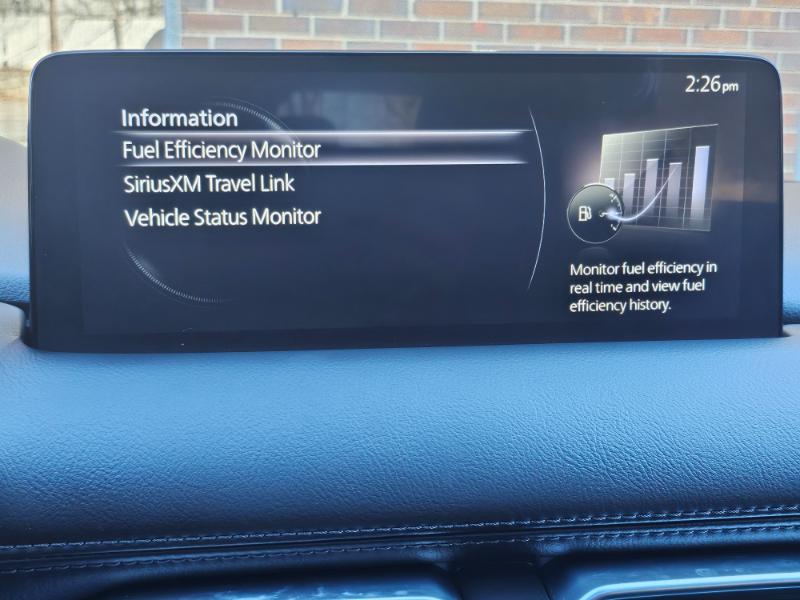 2:26pm
Information
Fuel Efficiency Monitor
SiriusXM Travel Link
Vehicle Status Monitor
Monitor fuel efficiency in
real time and view fuel
efficiency history.